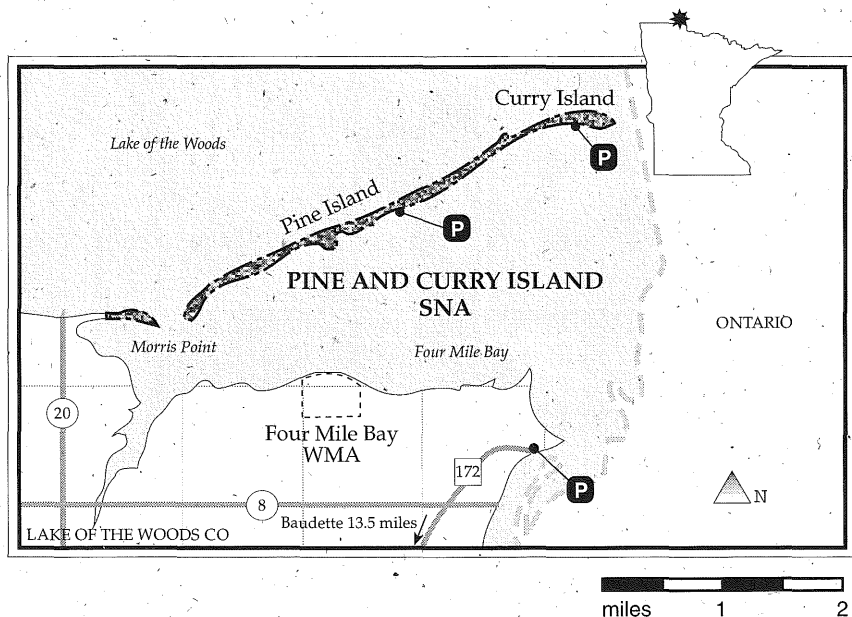 Curry Island
P
Lake of the Woods
Pine Island
P
PINE AND CURRY ISLAND
SNA
ONTARIO
Morris Point
Four Mile Bay
20
Four Mile Bay
WMA
172
P
8
N
Baudette 13.5 miles
LAKE OF THE WOODS CO
miles 1 2